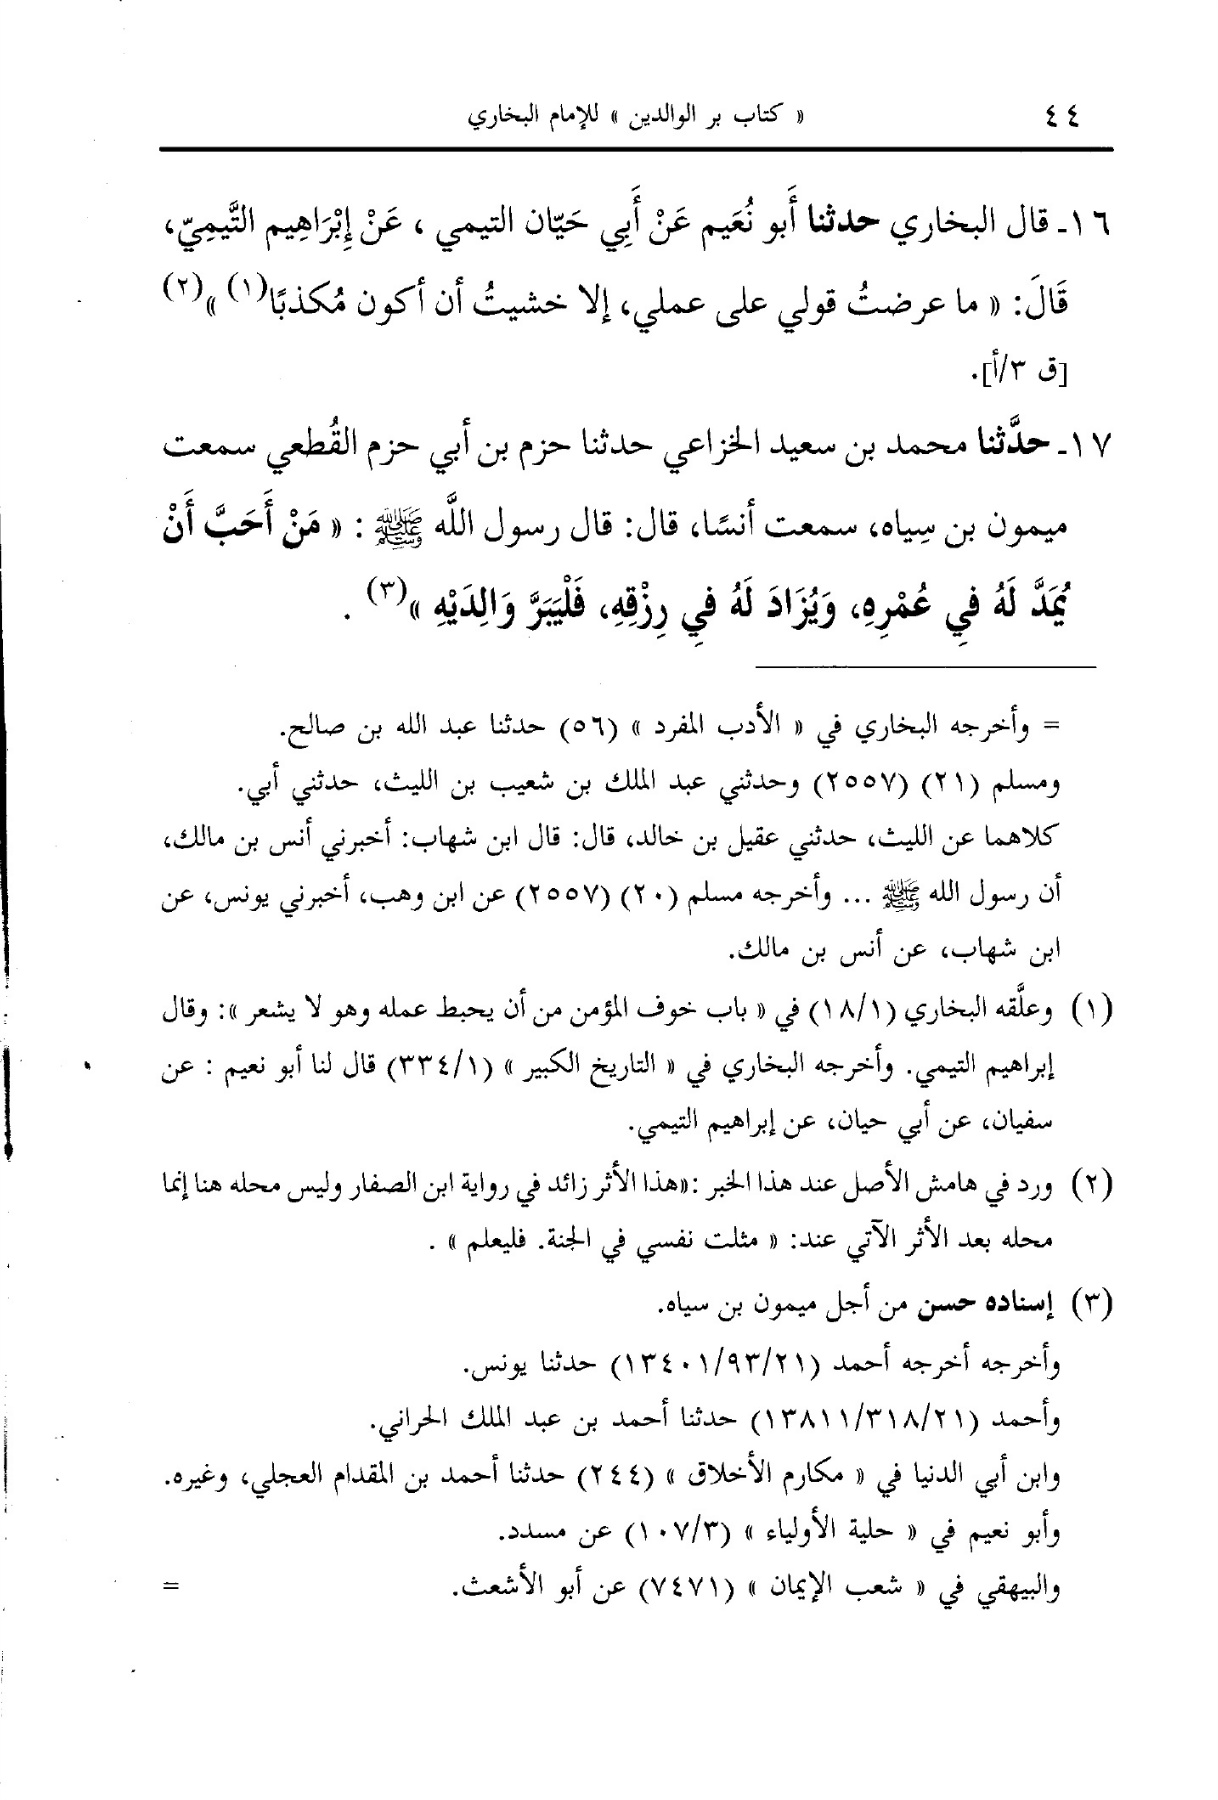 ٤٤
« كتاب بر الوالدين » للإمام البخاري
١٦ـ قال البخاري حدثنا أَبو نُعَيم عَنْ أَبِي حَيّان التيمي ، عَنْ إِبْرَاهِيم التَّيمِيّ،
قَالَ: « ما عرضتُ قولي على عملي، إلا خشيتُ أن أكون مُكذبًا(١) »(٢)
[ق ٣/أ].
١٧ـ حدَّثنا محمد بن سعيد الخزاعي حدثنا حزم بن أبي حزم القُطعي سمعت
ميمون بن سِياه، سمعت أنسًا، قال: قال رسول اللَّه ﷺ : « مَنْ أَحَبَّ أَنْ
يُمَدَّ لَهُ فِي عُمْرِهِ، وَيُزَادَ لَهُ فِي رِزْقِهِ، فَلْيَبَرَّ وَالِدَيْهِ »(٣) .
= وأخرجه البخاري في « الأدب المفرد » (٥٦) حدثنا عبد الله بن صالح.
ومسلم (٢١) (٢٥٥٧) وحدثني عبد الملك بن شعيب بن الليث، حدثني أبي.
كلاهما عن الليث، حدثني عقيل بن خالد، قال: قال ابن شهاب: أخبرني أنس بن مالك،
أن رسول الله ﷺ ... وأخرجه مسلم (٢٠) (٢٥٥٧) عن ابن وهب، أخبرني يونس، عن
ابن شهاب، عن أنس بن مالك.
(١) وعلَّقه البخاري (١٨/١) في « باب خوف المؤمن من أن يحبط عمله وهو لا يشعر »: وقال
إبراهيم التيمي. وأخرجه البخاري في « التاريخ الكبير » (٣٣٤/١) قال لنا أبو نعيم : عن
سفيان، عن أبي حيان، عن إبراهيم التيمي.
(٢) ورد في هامش الأصل عند هذا الخبر :«هذا الأثر زائد في رواية ابن الصفار وليس محله هنا إنما
محله بعد الأثر الآتي عند: « مثلت نفسي في الجنة. فليعلم » .
(٣) إسناده حسن من أجل ميمون بن سياه.
وأخرجه أخرجه أحمد (١٣٤٠١/٩٣/٢١) حدثنا يونس.
وأحمد (١٣٨١١/٣١٨/٢١) حدثنا أحمد بن عبد الملك الحراني.
وابن أبي الدنيا في « مكارم الأخلاق » (٢٤٤) حدثنا أحمد بن المقدام العجلي، وغيره.
وأبو نعيم في « حلية الأولياء » (١٠٧/٣) عن مسدد.
والبيهقي في « شعب الإيمان » (٧٤٧١) عن أبو الأشعث. =